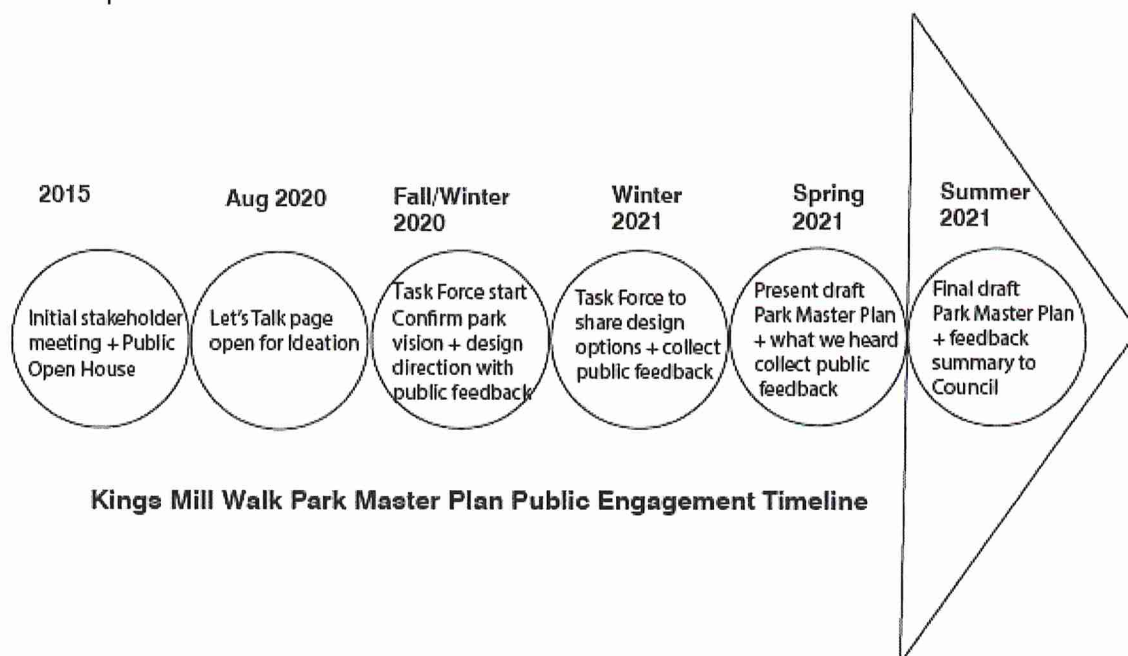 2015
Aug 2020
Fall/Winter
2020
Winter
2021
Spring
2021
Summer
2021
Initial stakeholder
meeting + Public
Open House
Let's Talk page
open for Ideation
Task Force start
Confirm park
vision + design
direction with
public feedback
Task Force to
share design
options + collect
public feedback
Present draft
Park Master Plan
+ what we heard
collect public
feedback
Final draft
Park Master Plan
+ feedback
summary to
Council
Kings Mill Walk Park Master Plan Public Engagement Timeline